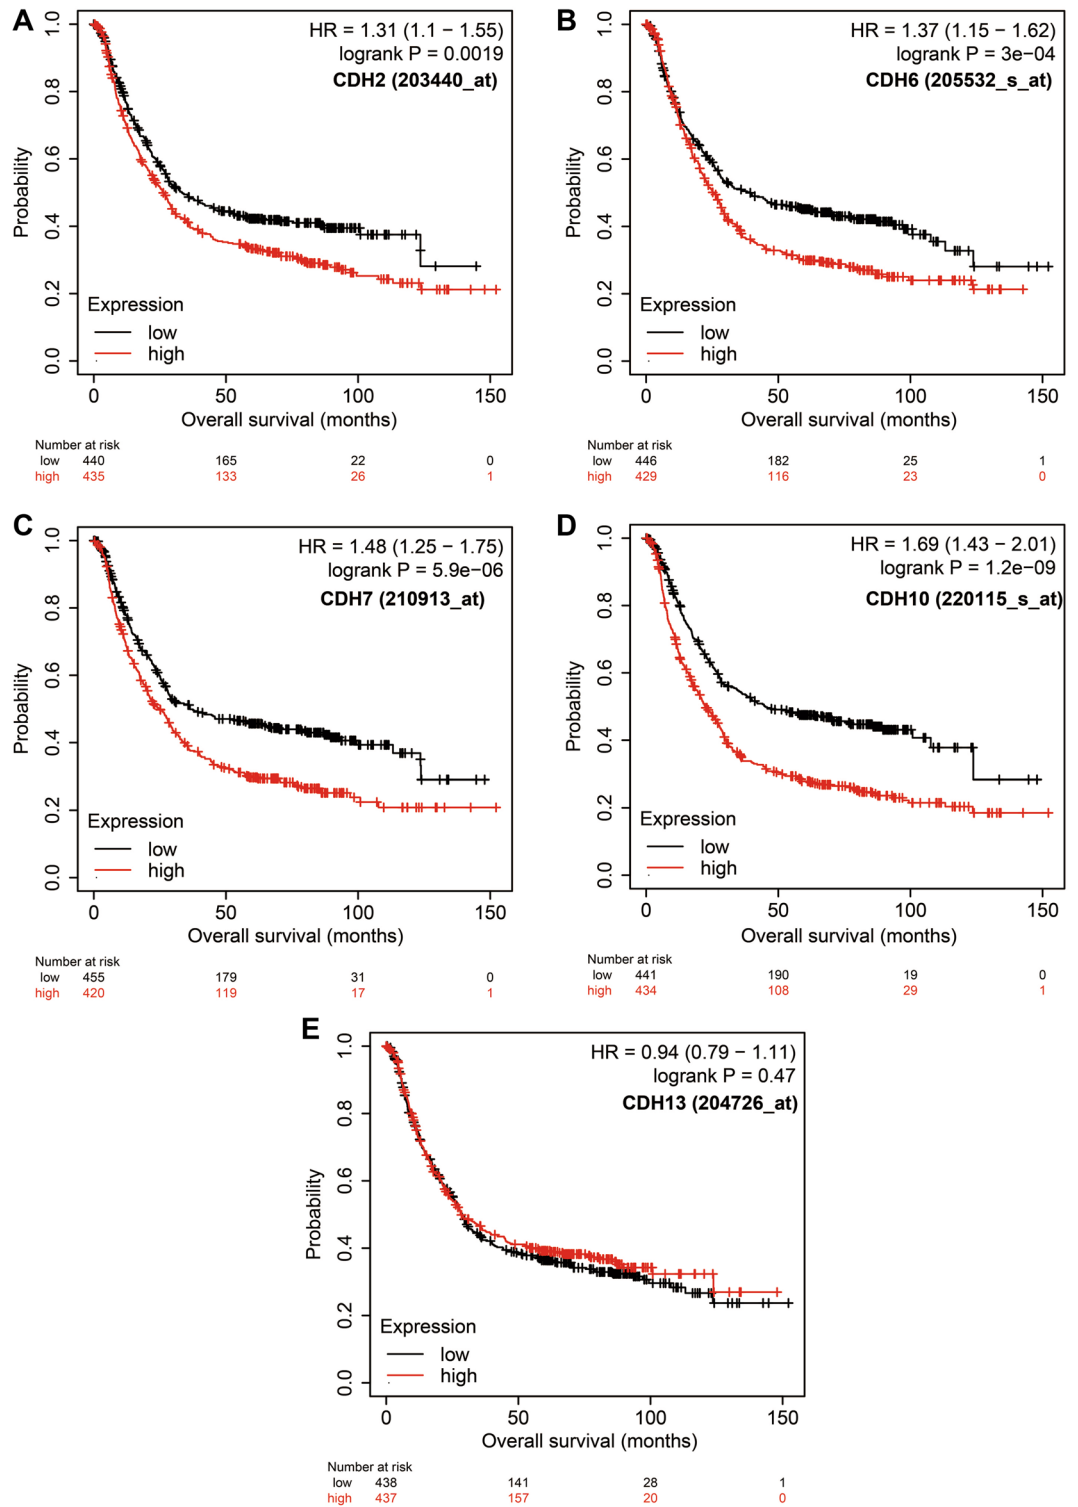 A
HR = 1.31 (1.1 − 1.55)
logrank P = 0.0019
CDH2 (203440_at)
Probability
1.0
0.8
0.6
0.4
0.2
0.0
Expression
low
high
0 50 100 150
Overall survival (months)
Number at risk
low 440 165 22 0
high 435 133 26 1
B
HR = 1.37 (1.15 − 1.62)
logrank P = 3e−04
CDH6 (205532_s_at)
Probability
1.0
0.8
0.6
0.4
0.2
0.0
Expression
low
high
0 50 100 150
Overall survival (months)
Number at risk
low 446 182 25 1
high 429 116 23 0
C
HR = 1.48 (1.25 − 1.75)
logrank P = 5.9e−06
CDH7 (210913_at)
Probability
1.0
0.8
0.6
0.4
0.2
0.0
Expression
low
high
0 50 100 150
Overall survival (months)
Number at risk
low 455 179 31 0
high 420 119 17 1
D
HR = 1.69 (1.43 − 2.01)
logrank P = 1.2e−09
CDH10 (220115_s_at)
Probability
1.0
0.8
0.6
0.4
0.2
0.0
Expression
low
high
0 50 100 150
Overall survival (months)
Number at risk
low 441 190 19 0
high 434 108 29 1
E
HR = 0.94 (0.79 − 1.11)
logrank P = 0.47
CDH13 (204726_at)
Probability
1.0
0.8
0.6
0.4
0.2
0.0
Expression
low
high
0 50 100 150
Overall survival (months)
Number at risk
low 438 141 28 1
high 437 157 20 0